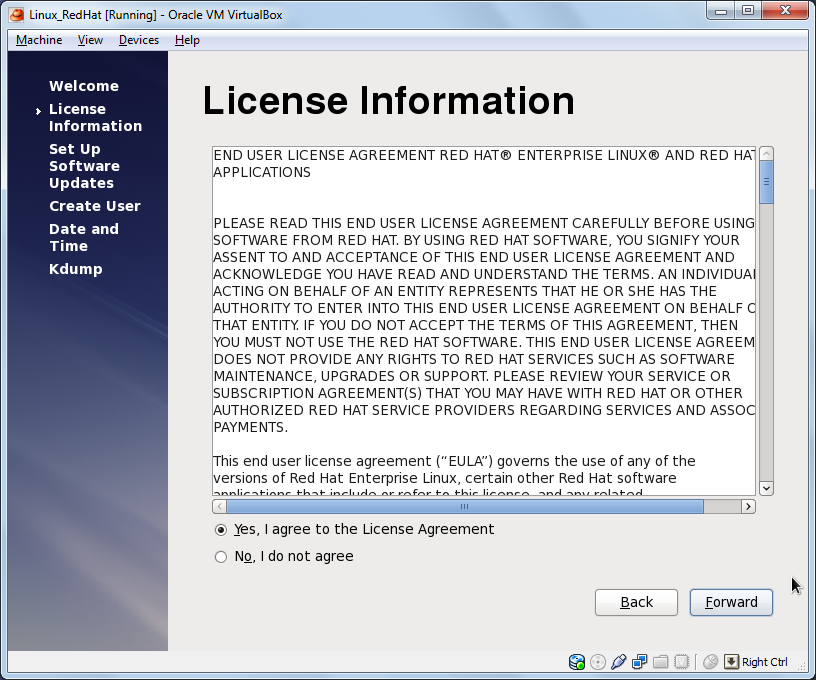 Linux_RedHat [Running] - Oracle VM VirtualBox
Machine View Devices Help
Welcome
License
Information
Set Up
Software
Updates
Create User
Date and
Time
Kdump
License Information
END USER LICENSE AGREEMENT RED HAT® ENTERPRISE LINUX® AND RED HAT
APPLICATIONS
PLEASE READ THIS END USER LICENSE AGREEMENT CAREFULLY BEFORE USING
SOFTWARE FROM RED HAT. BY USING RED HAT SOFTWARE, YOU SIGNIFY YOUR
ASSENT TO AND ACCEPTANCE OF THIS END USER LICENSE AGREEMENT AND
ACKNOWLEDGE YOU HAVE READ AND UNDERSTAND THE TERMS. AN INDIVIDUAL
ACTING ON BEHALF OF AN ENTITY REPRESENTS THAT HE OR SHE HAS THE
AUTHORITY TO ENTER INTO THIS END USER LICENSE AGREEMENT ON BEHALF O
THAT ENTITY. IF YOU DO NOT ACCEPT THE TERMS OF THIS AGREEMENT, THEN
YOU MUST NOT USE THE RED HAT SOFTWARE. THIS END USER LICENSE AGREEM
DOES NOT PROVIDE ANY RIGHTS TO RED HAT SERVICES SUCH AS SOFTWARE
MAINTENANCE, UPGRADES OR SUPPORT. PLEASE REVIEW YOUR SERVICE OR
SUBSCRIPTION AGREEMENT(S) THAT YOU MAY HAVE WITH RED HAT OR OTHER
AUTHORIZED RED HAT SERVICE PROVIDERS REGARDING SERVICES AND ASSOC
PAYMENTS.
This end user license agreement (“EULA”) governs the use of any of the
versions of Red Hat Enterprise Linux, certain other Red Hat software
applications that include or refer to this license, and any related
Yes, I agree to the License Agreement
No, I do not agree
Back Forward
Right Ctrl